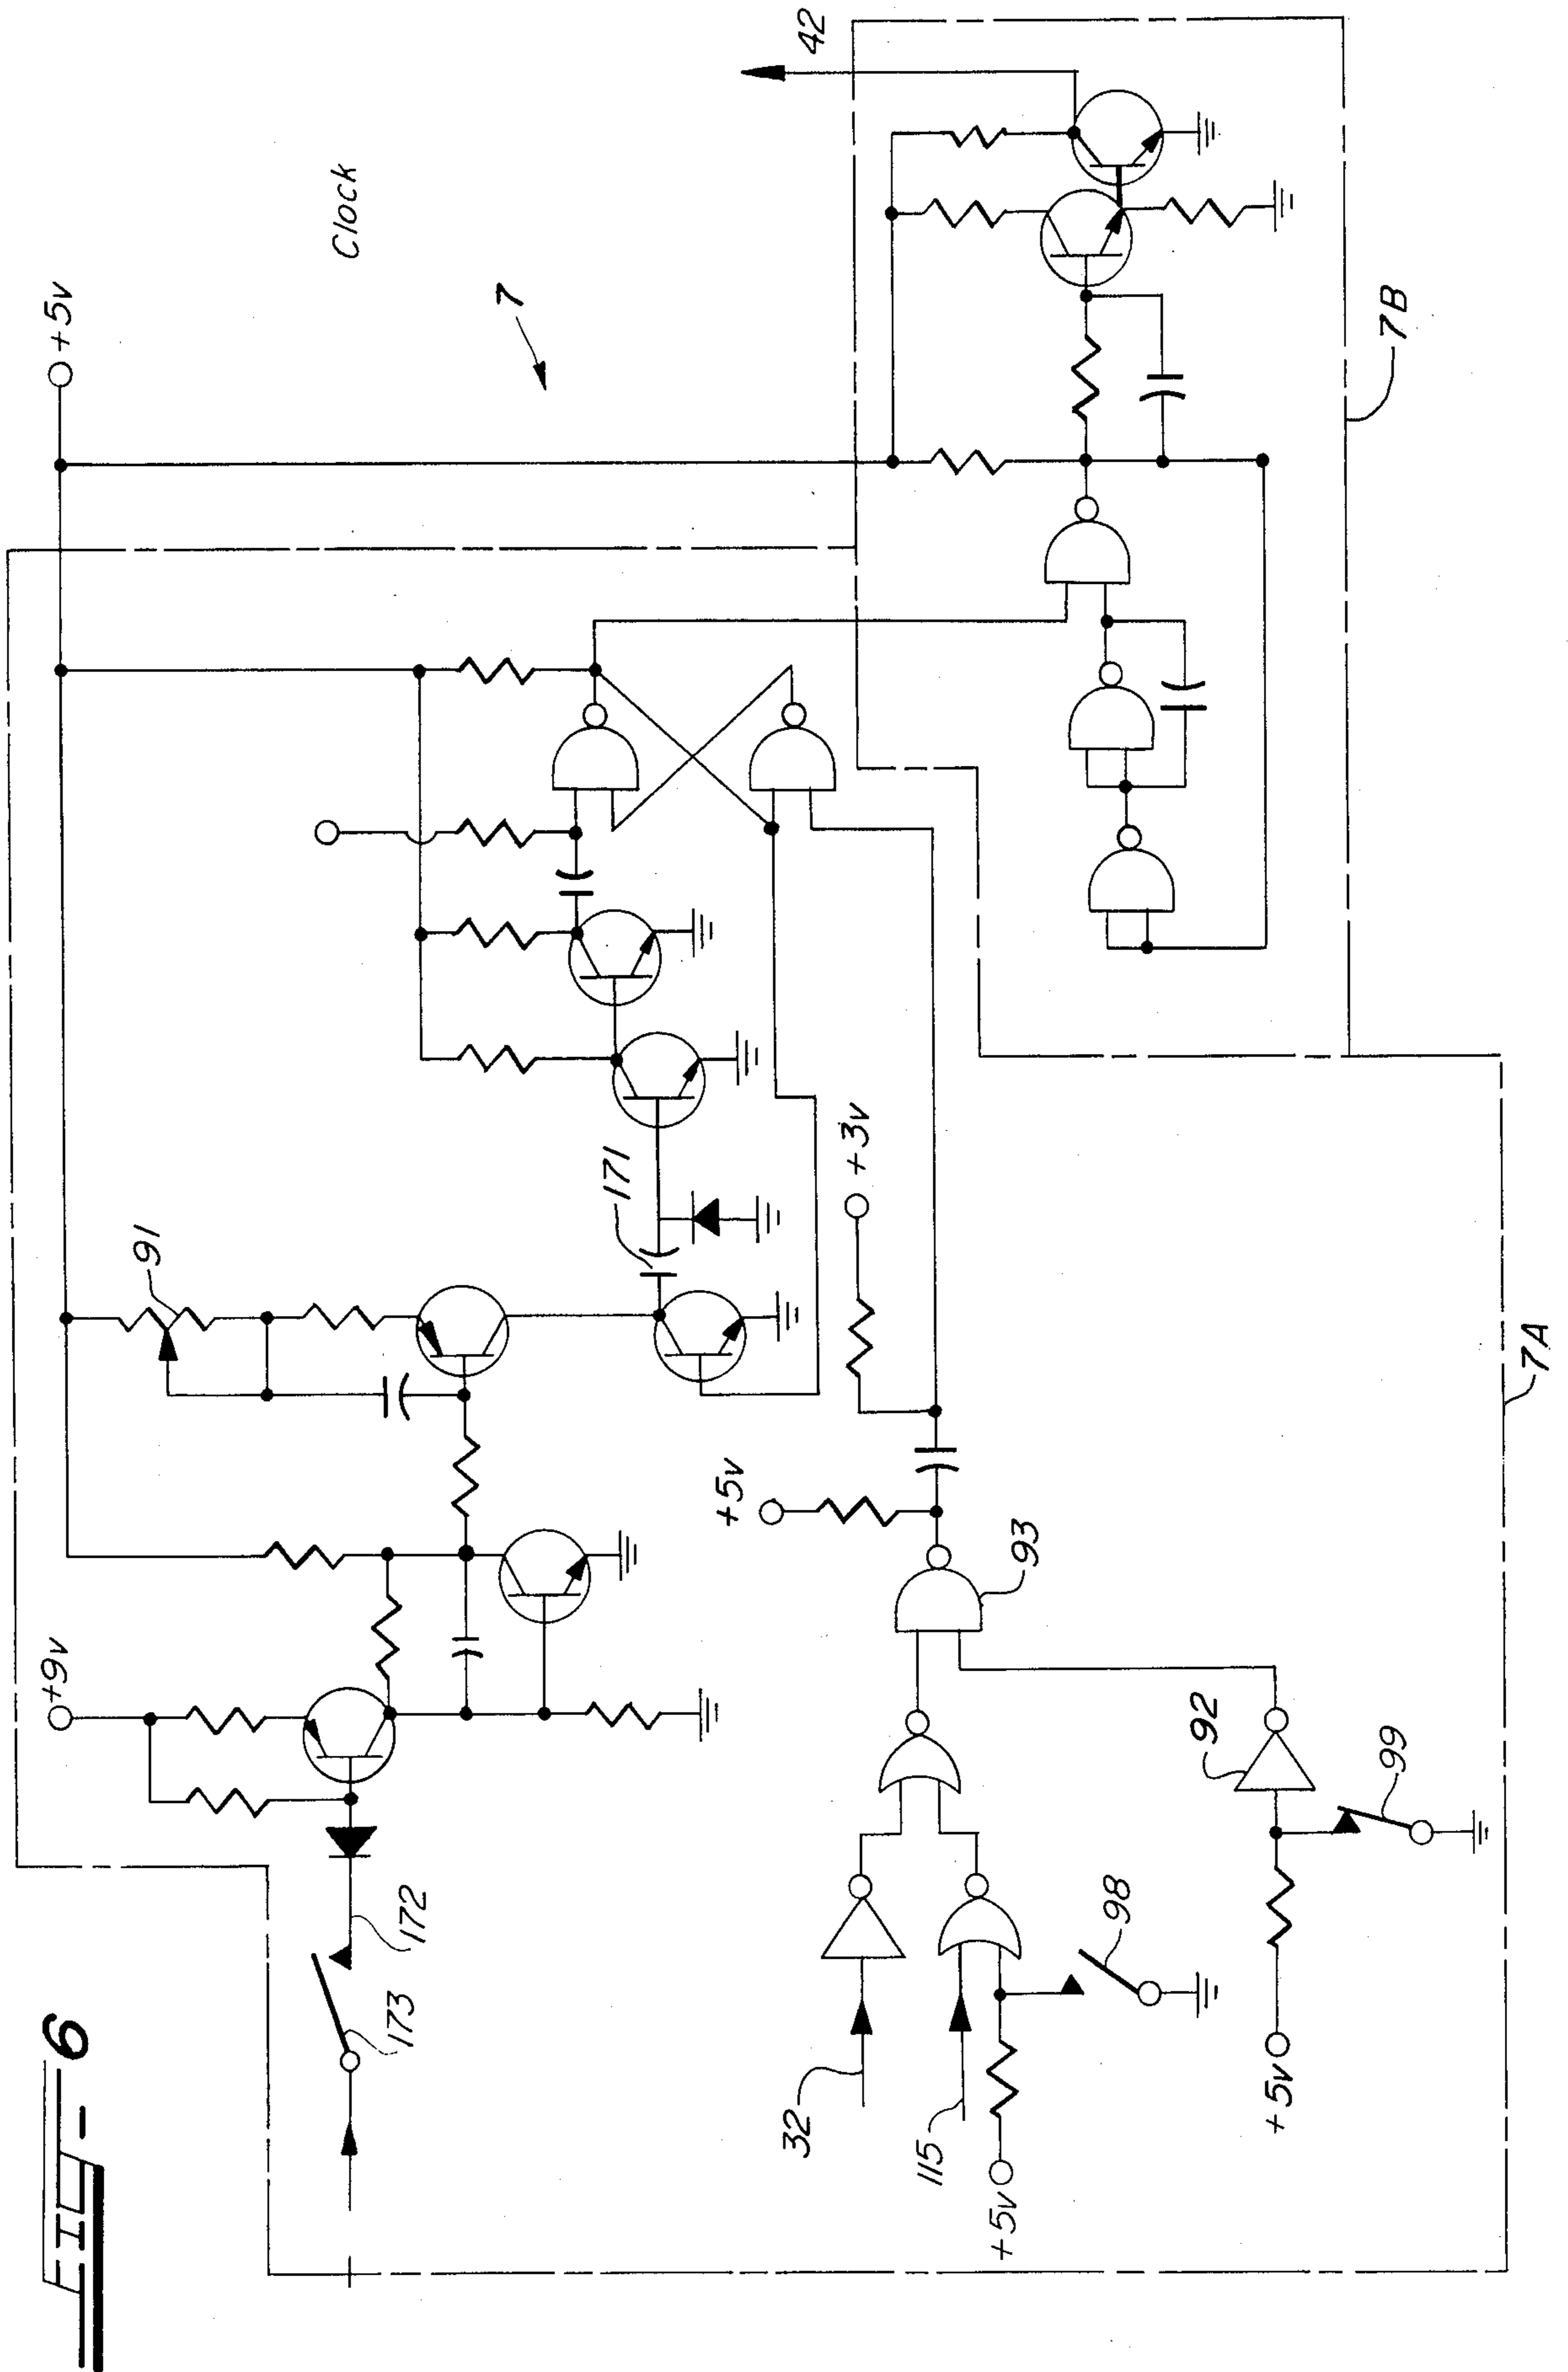 FIG-6
+9v
+5v
91
Clock
7
42
171
+5v
+3v
173
172
93
32
115
+5v
98
92
99
+5v
7A
7B